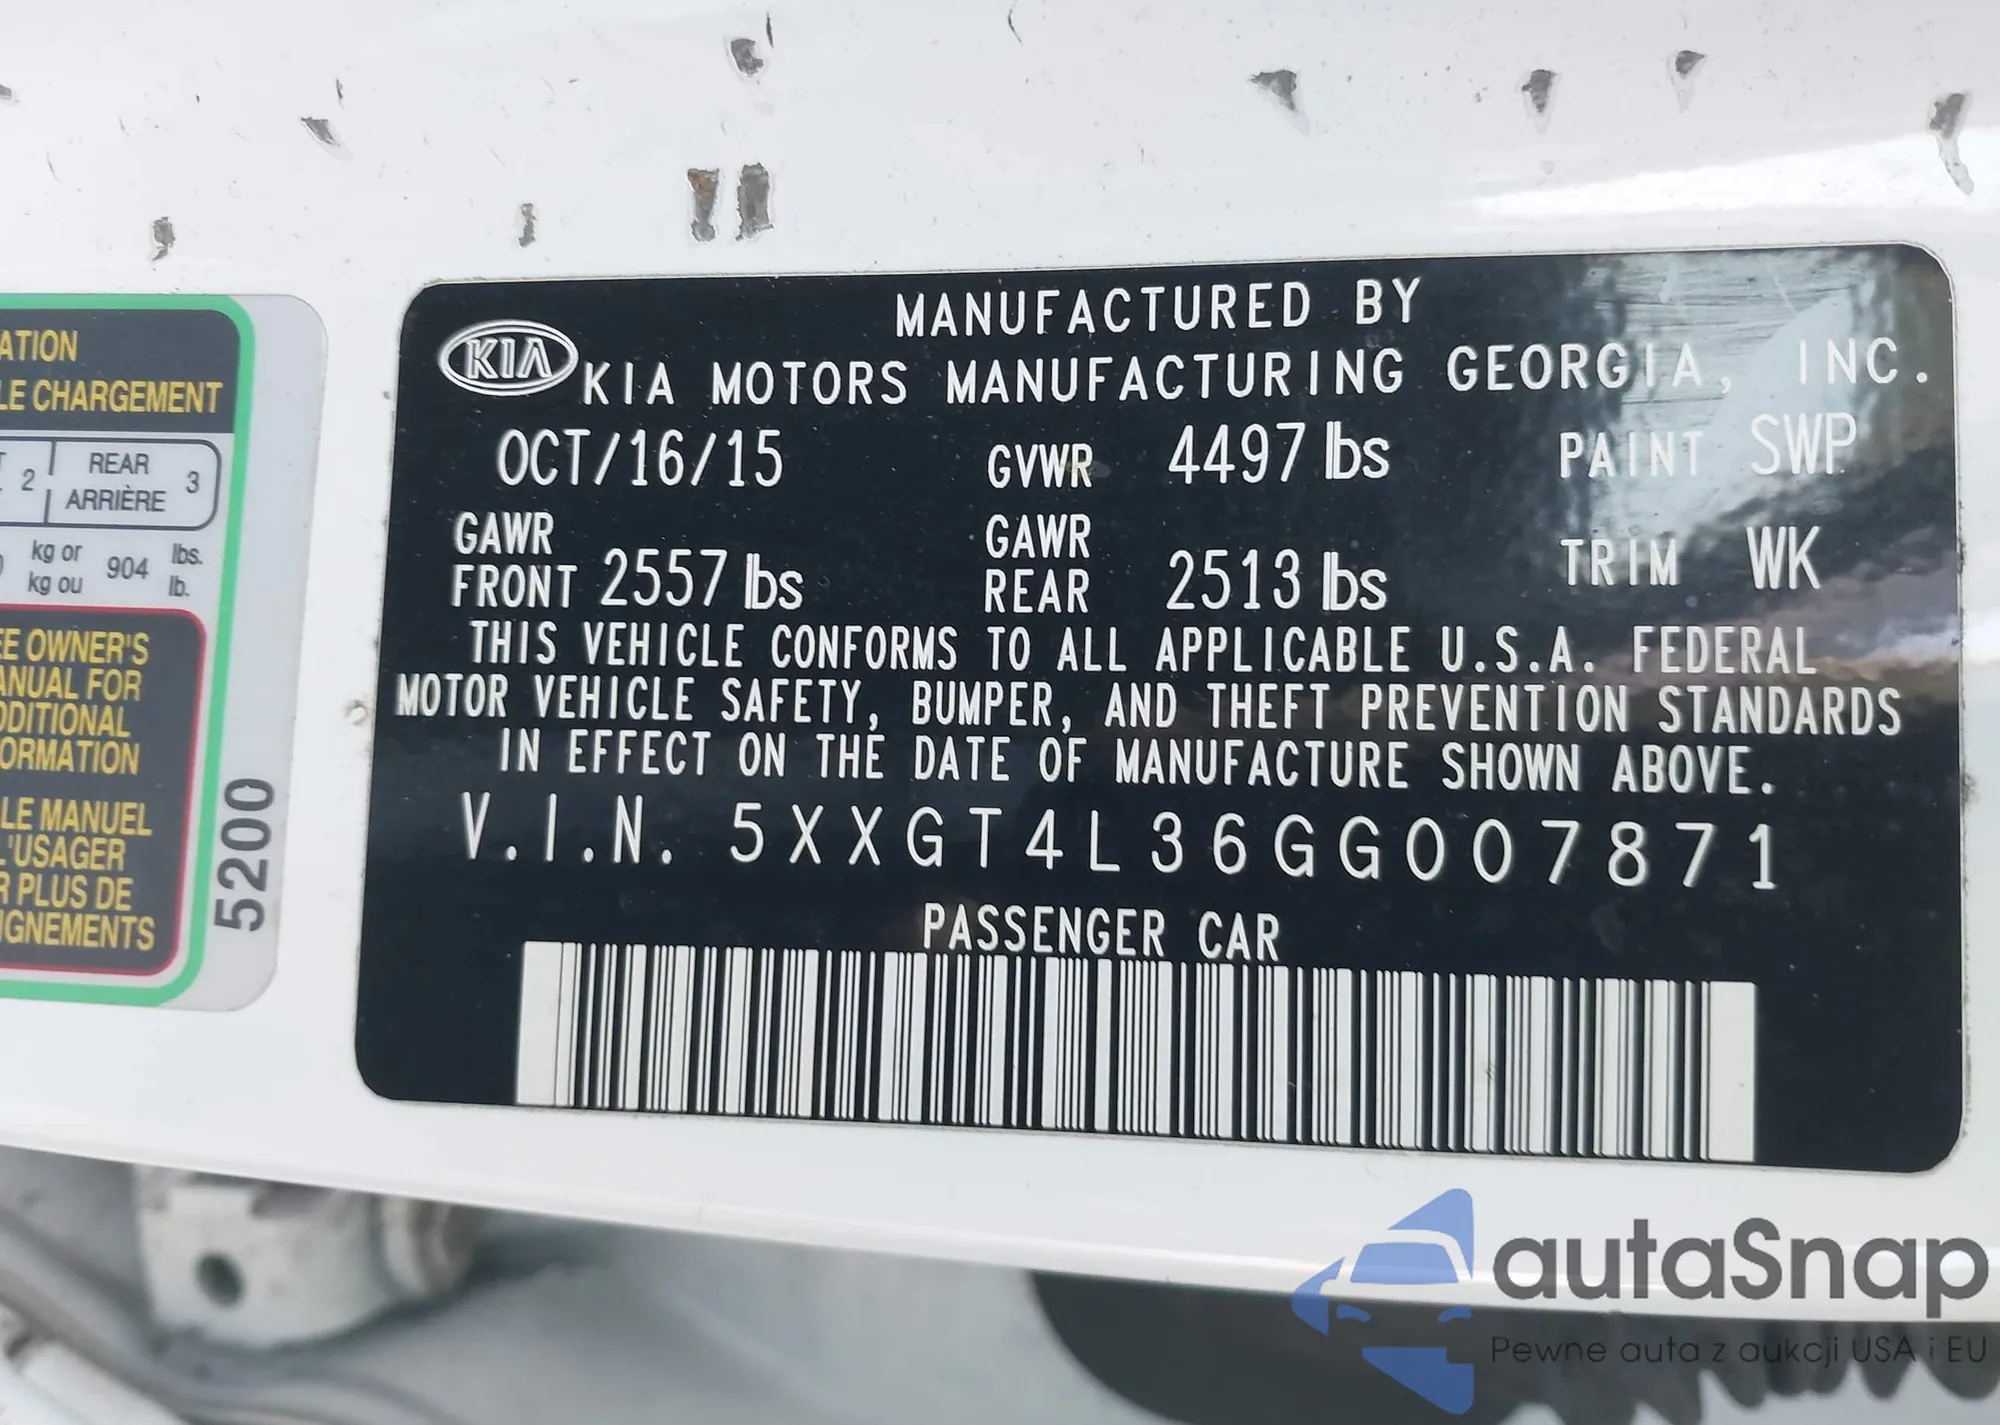 ATION
LE CHARGEMENT
2 REAR 3
ARRIÈRE
kg or 904 lbs.
kg ou lb.
EE OWNER'S
ANUAL FOR
DDITIONAL
FORMATION
LE MANUEL
L'USAGER
R PLUS DE
IGNEMENTS
5200
MANUFACTURED BY
KIA KIA MOTORS MANUFACTURING GEORGIA, INC.
OCT/16/15 GVWR 4497 lbs PAINT SWP
GAWR FRONT 2557 lbs GAWR REAR 2513 lbs TRIM WK
THIS VEHICLE CONFORMS TO ALL APPLICABLE U.S.A. FEDERAL
MOTOR VEHICLE SAFETY, BUMPER, AND THEFT PREVENTION STANDARDS
IN EFFECT ON THE DATE OF MANUFACTURE SHOWN ABOVE.
V.I.N. 5XXGT4L36GG007871
PASSENGER CAR
autaSnap
Pewne auta z aukcji USA i EU